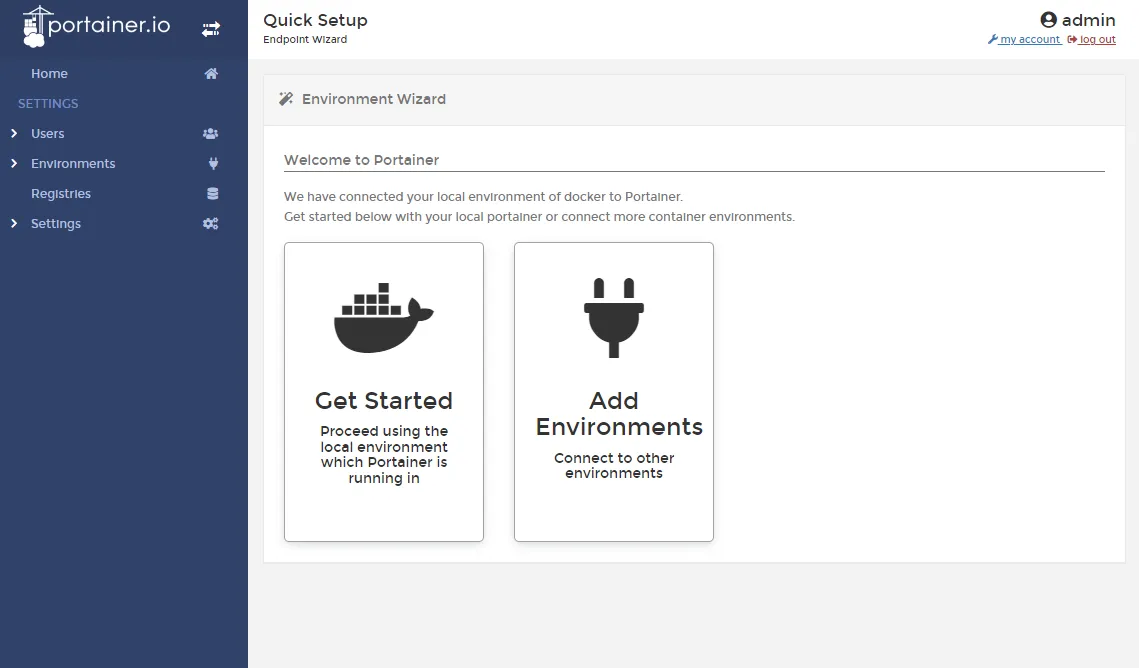 portainer.io
Home
SETTINGS
Users
Environments
Registries
Settings
Quick Setup
Endpoint Wizard
admin
my account log out
Environment Wizard
Welcome to Portainer
We have connected your local environment of docker to Portainer.
Get started below with your local portainer or connect more container environments.
Get Started
Proceed using the
local environment
which Portainer is
running in
Add
Environments
Connect to other
environments